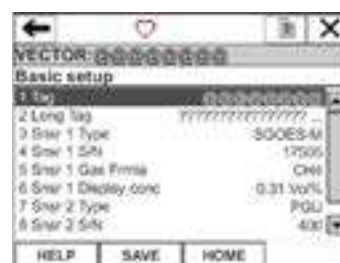 VECTOR: @@@@@@@@
Basic setup
1 Tag @@@@@@@@
2 Long Tag ????????????????...
3 Snsr 1 Type SGOES-M
4 Snsr 1 S/N 17505
5 Snsr 1 Gas Frmla CH4
6 Snsr 1 Display conc 0.31 Vol%
7 Snsr 2 Type PGU
8 Snsr 2 S/N 400
HELP SAVE HOME